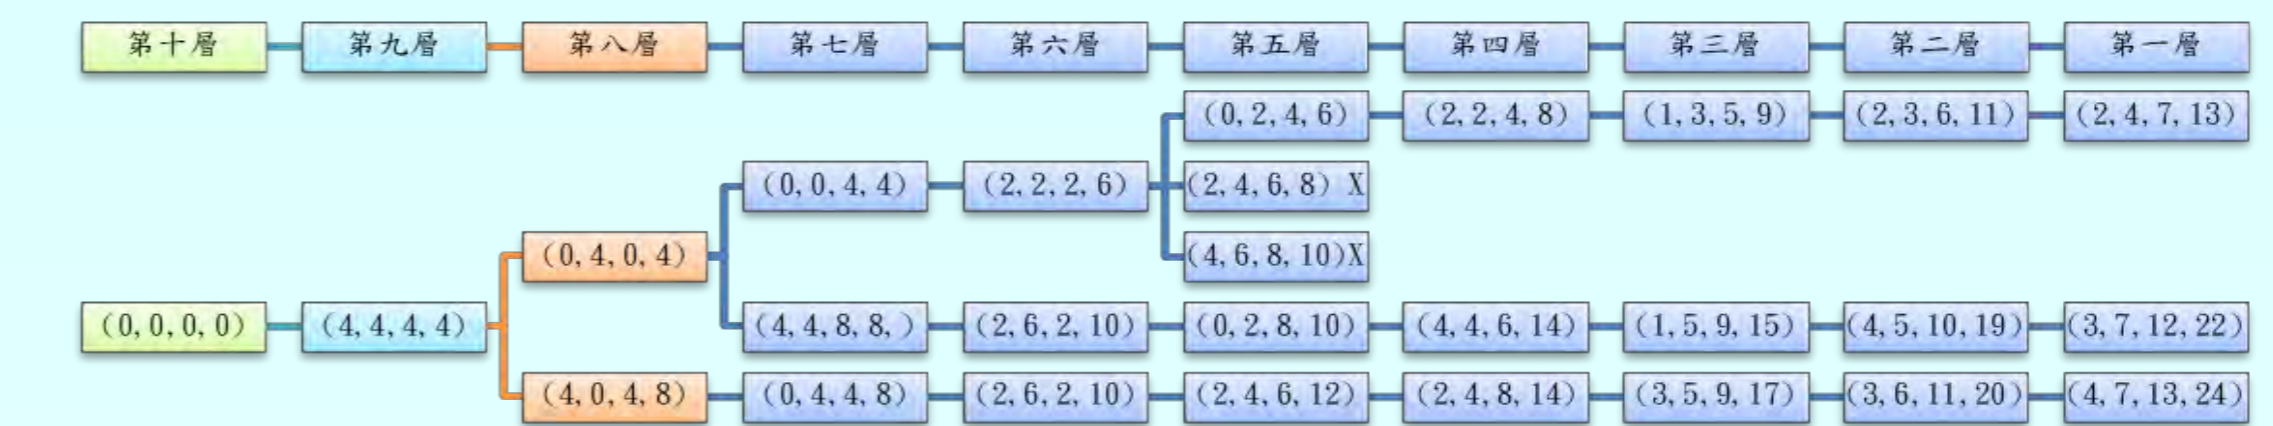 第十層 第九層 第八層 第七層 第六層 第五層 第四層 第三層 第二層 第一層
(0,2,4,6) (2,2,4,8) (1,3,5,9) (2,3,6,11) (2,4,7,13)
(0,0,4,4) (2,2,2,6) (2,4,6,8) X
(0,4,0,4) (4,6,8,10)X
(0,0,0,0) (4,4,4,4) (4,4,8,8,) (2,6,2,10) (0,2,8,10) (4,4,6,14) (1,5,9,15) (4,5,10,19) (3,7,12,22)
(4,0,4,8) (0,4,4,8) (2,6,2,10) (2,4,6,12) (2,4,8,14) (3,5,9,17) (3,6,11,20) (4,7,13,24)